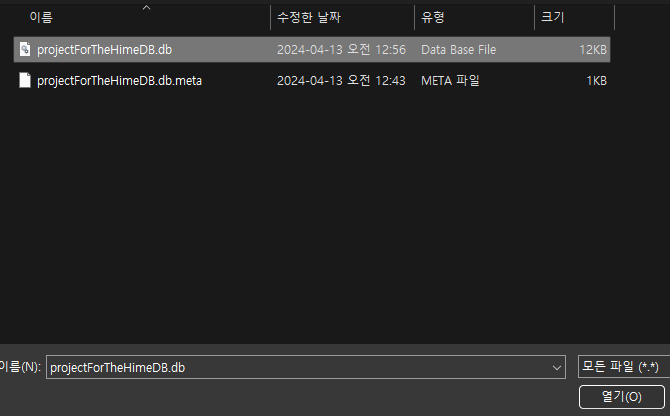 이름 수정한 날짜 유형 크기
projectForTheHimeDB.db 2024-04-13 오전 12:56 Data Base File 12KB
projectForTheHimeDB.db.meta 2024-04-13 오전 12:43 META 파일 1KB
이름(N): projectForTheHimeDB.db 모든 파일 (*.*)
열기(O)